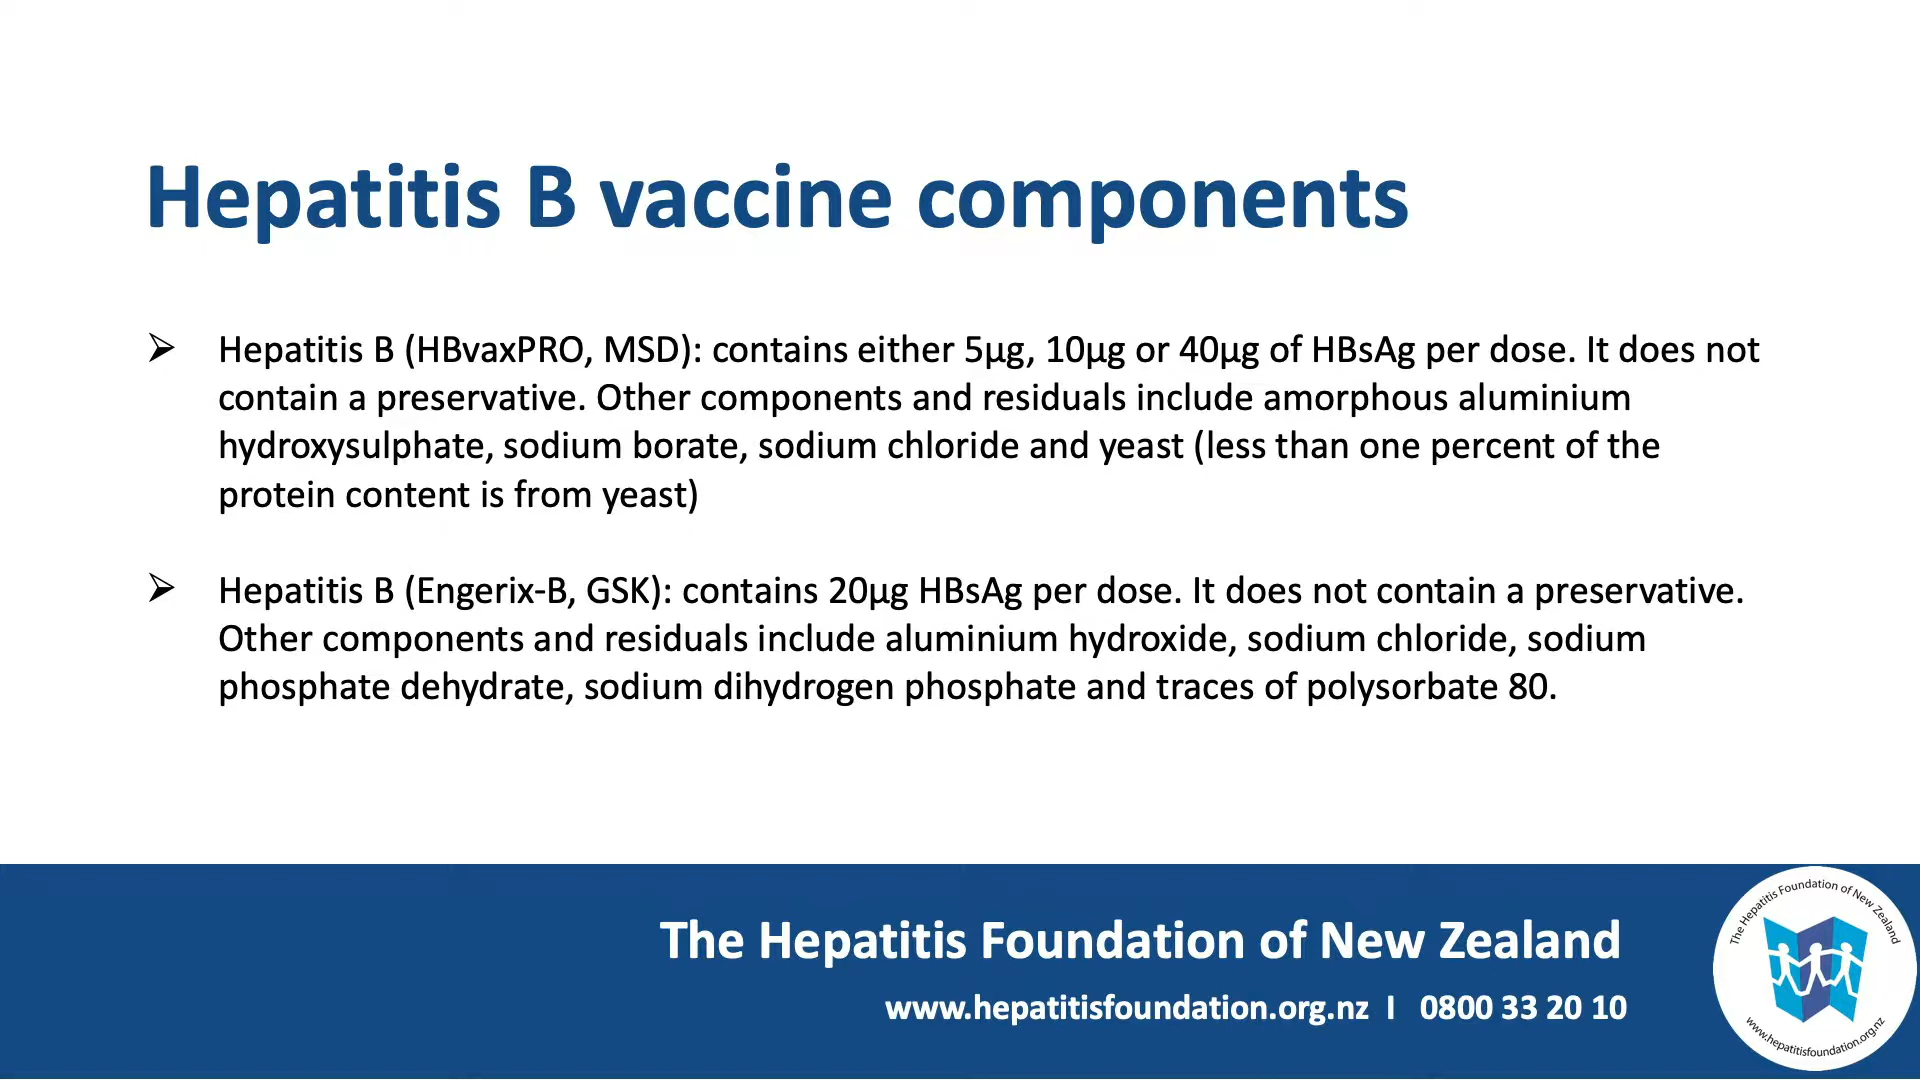 Hepatitis B vaccine components
➢ Hepatitis B (HBvaxPRO, MSD): contains either 5µg, 10µg or 40µg of HBsAg per dose. It does not
contain a preservative. Other components and residuals include amorphous aluminium
hydroxysulphate, sodium borate, sodium chloride and yeast (less than one percent of the
protein content is from yeast)
➢ Hepatitis B (Engerix-B, GSK): contains 20µg HBsAg per dose. It does not contain a preservative.
Other components and residuals include aluminium hydroxide, sodium chloride, sodium
phosphate dehydrate, sodium dihydrogen phosphate and traces of polysorbate 80.
The Hepatitis Foundation of New Zealand
www.hepatitisfoundation.org.nz I 0800 33 20 10
The Hepatitis Foundation of New Zealand
www.hepatitisfoundation.org.nz